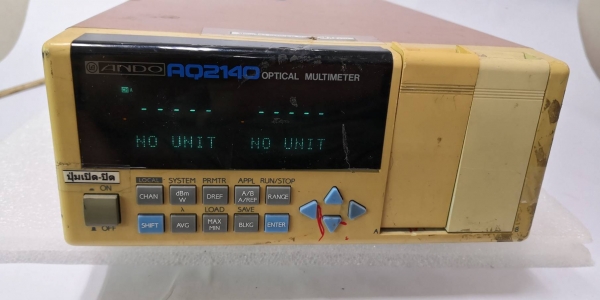 ANDO AQ2140 OPTICAL MULTIMETER
----- -----
NO UNIT NO UNIT
ปุ่มเปิด-ปิด
LOCAL SYSTEM PRMTR APPL RUN/STOP
ON
CHAN dBm W DREF A/B A/REF RANGE
OFF
λ LOAD SAVE
SHIFT AVG MAX MIN BLKG ENTER
A B